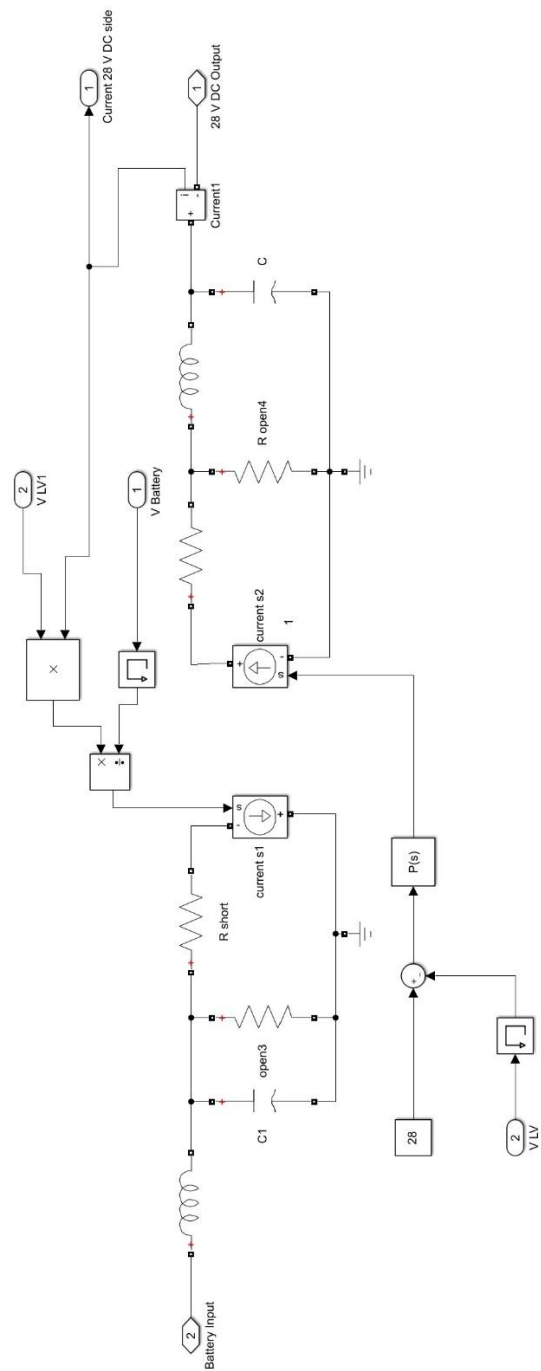 1
Current 28 V DC side
2
V LV1
×
1
V Battery
×
÷
i
+
-
Current1
1
28 V DC Output
+
+
+
C
+
R open4
+
-
s
current s2
1
s
-
+
current s1
+
R short
+
open3
+
C1
+
2
Battery Input
28
+
-
P(s)
2
V LV